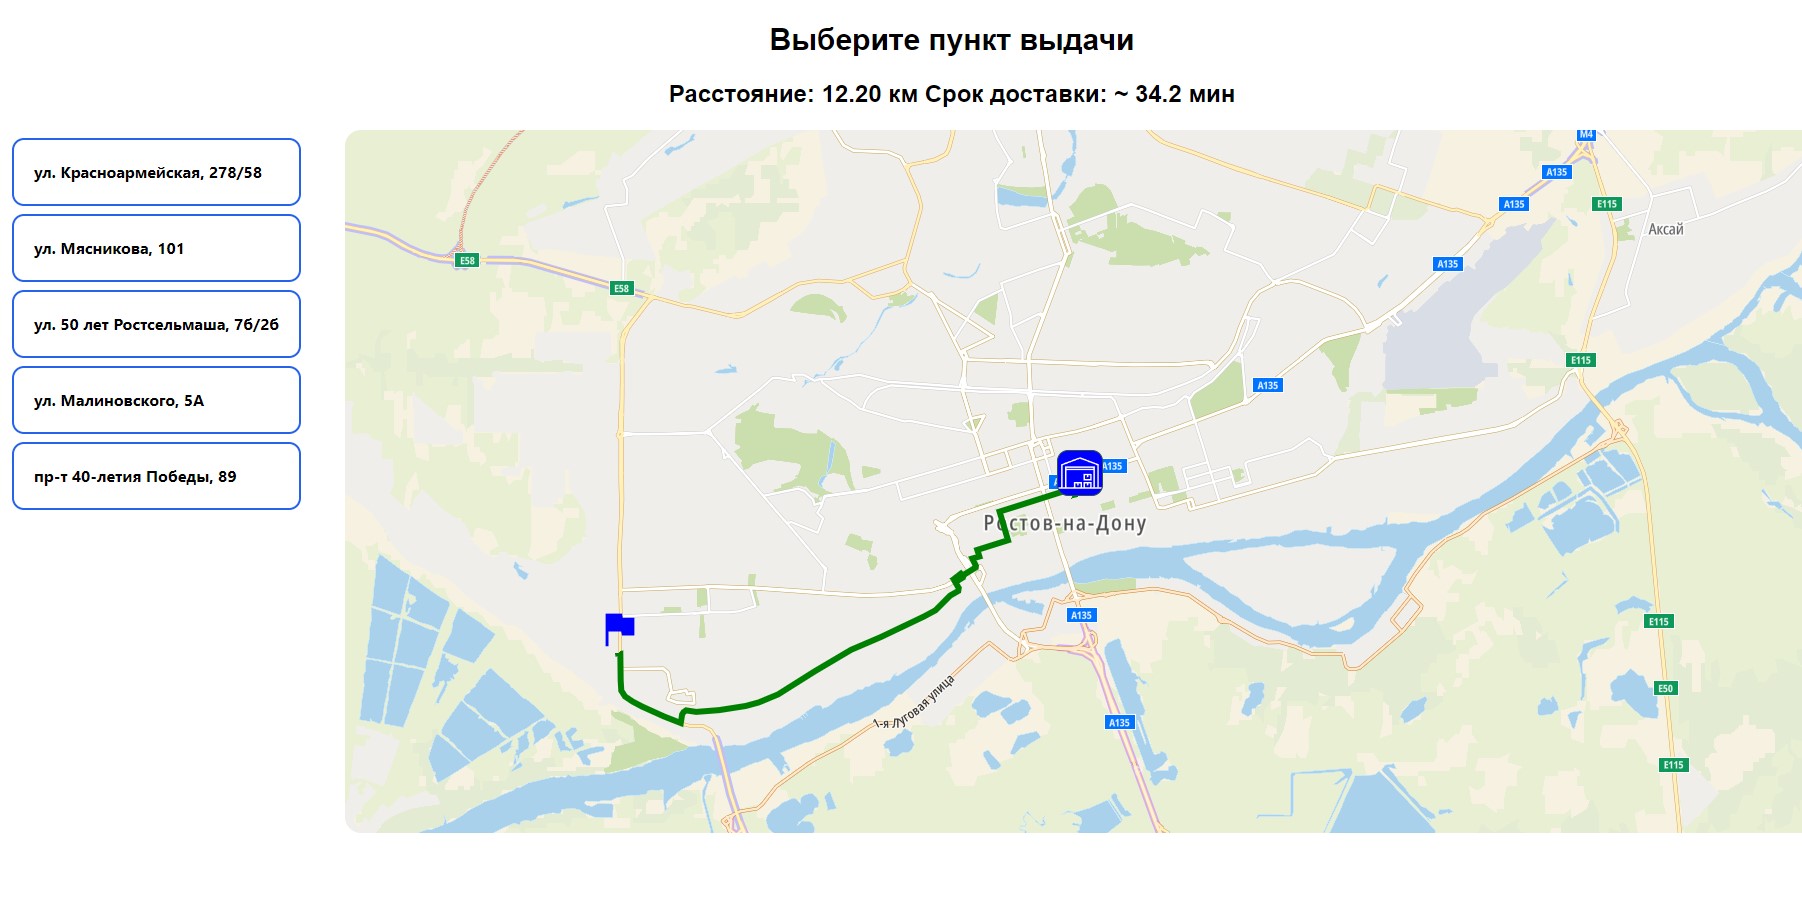 Выберите пункт выдачи
Расстояние: 12.20 км Срок доставки: ~ 34.2 мин
ул. Красноармейская, 278/58
ул. Мясникова, 101
ул. 50 лет Ростсельмаша, 7б/2б
ул. Малиновского, 5А
пр-т 40-летия Победы, 89
M4
A135
A135
E115
Аксай
E58
A135
E58
E115
A135
A135
Ростов-на-Дону
A135
E115
1-я Луговая улица
E50
A135
E115